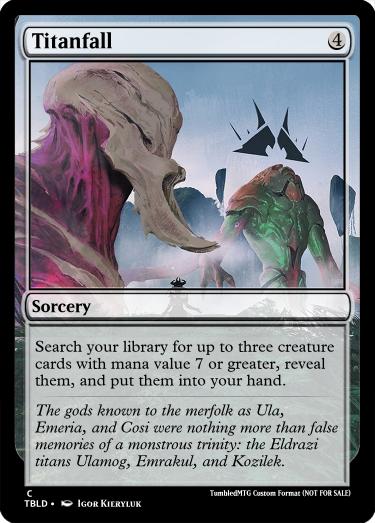 Titanfall 4
Sorcery
Search your library for up to three creature
cards with mana value 7 or greater, reveal
them, and put them into your hand.
The gods known to the merfolk as Ula,
Emeria, and Cosi were nothing more than false
memories of a monstrous trinity: the Eldrazi
titans Ulamog, Emrakul, and Kozilek.
C
TBLD • Igor Kieryluk
TumbledMTG Custom Format (NOT FOR SALE)